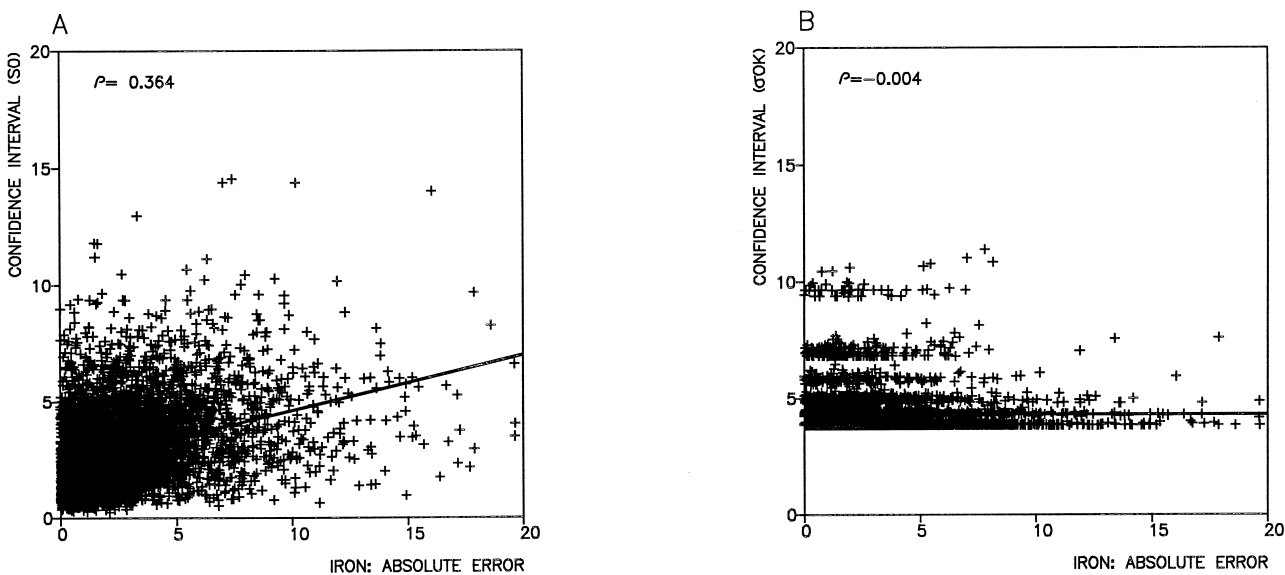 A
CONFIDENCE INTERVAL (S0)
ρ= 0.364
20
15
10
5
0
0 5 10 15 20
IRON: ABSOLUTE ERROR
B
CONFIDENCE INTERVAL (σOK)
ρ=-0.004
20
15
10
5
0
0 5 10 15 20
IRON: ABSOLUTE ERROR